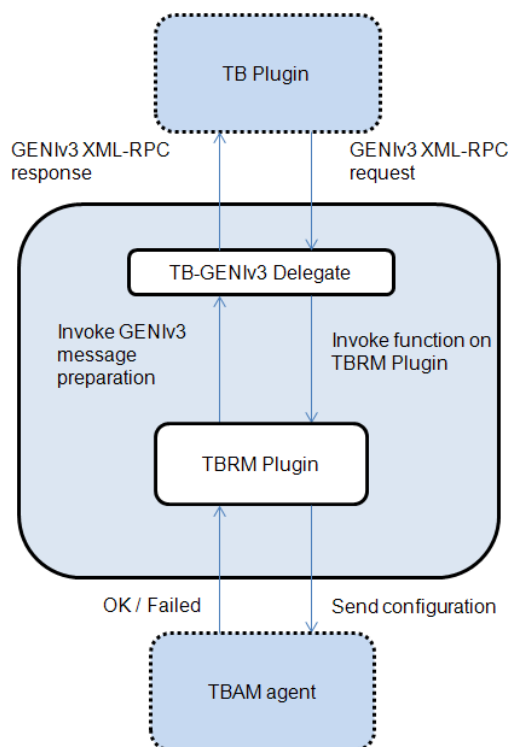 TB Plugin
GENIv3 XML-RPC
response
GENIv3 XML-RPC
request
TB-GENIv3 Delegate
Invoke GENIv3
message
preparation
Invoke function on
TBRM Plugin
TBRM Plugin
OK / Failed
Send configuration
TBAM agent